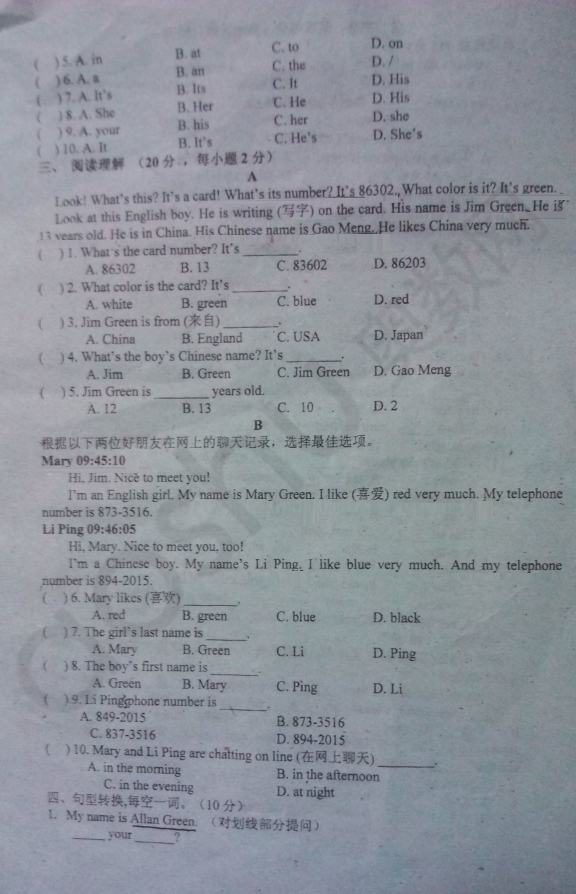 ( )5. A. in B. at C. to D. on
( )6. A. a B. an C. the D. /
( )7. A. It's B. Its C. It D. His
( )8. A. She B. Her C. He D. His
( )9. A. your B. his C. her D. she
( )10. A. It B. It's C. He's D. She's
三、 阅读理解 (20分, 每小题2分)
A
Look! What's this? It's a card! What's its number? It's 86302. What color is it? It's green.
Look at this English boy. He is writing (写字) on the card. His name is Jim Green. He is
13 years old. He is in China. His Chinese name is Gao Meng. He likes China very much.
( )1. What's the card number? It's ______.
A. 86302 B. 13 C. 83602 D. 86203
( )2. What color is the card? It's ______.
A. white B. green C. blue D. red
( )3. Jim Green is from (来自) ______.
A. China B. England C. USA D. Japan
( )4. What's the boy's Chinese name? It's ______.
A. Jim B. Green C. Jim Green D. Gao Meng
( )5. Jim Green is ______ years old.
A. 12 B. 13 C. 10 D. 2
B
根据以下两位好朋友在网上的聊天记录，选择最佳选项。
Mary 09:45:10
Hi, Jim. Nice to meet you!
I'm an English girl. My name is Mary Green. I like (喜爱) red very much. My telephone
number is 873-3516.
Li Ping 09:46:05
Hi, Mary. Nice to meet you, too!
I'm a Chinese boy. My name's Li Ping. I like blue very much. And my telephone
number is 894-2015.
( )6. Mary likes (喜欢) ______.
A. red B. green C. blue D. black
( )7. The girl's last name is ______.
A. Mary B. Green C. Li D. Ping
( )8. The boy's first name is ______.
A. Green B. Mary C. Ping D. Li
( )9. Li Ping phone number is ______.
A. 849-2015 B. 873-3516
C. 837-3516 D. 894-2015
( )10. Mary and Li Ping are chatting on line (在网上聊天) ______.
A. in the morning B. in the afternoon
C. in the evening D. at night
四、句型转换,每空一词。(10分)
1. My name is Allan Green. (对划线部分提问)
______ your ______?